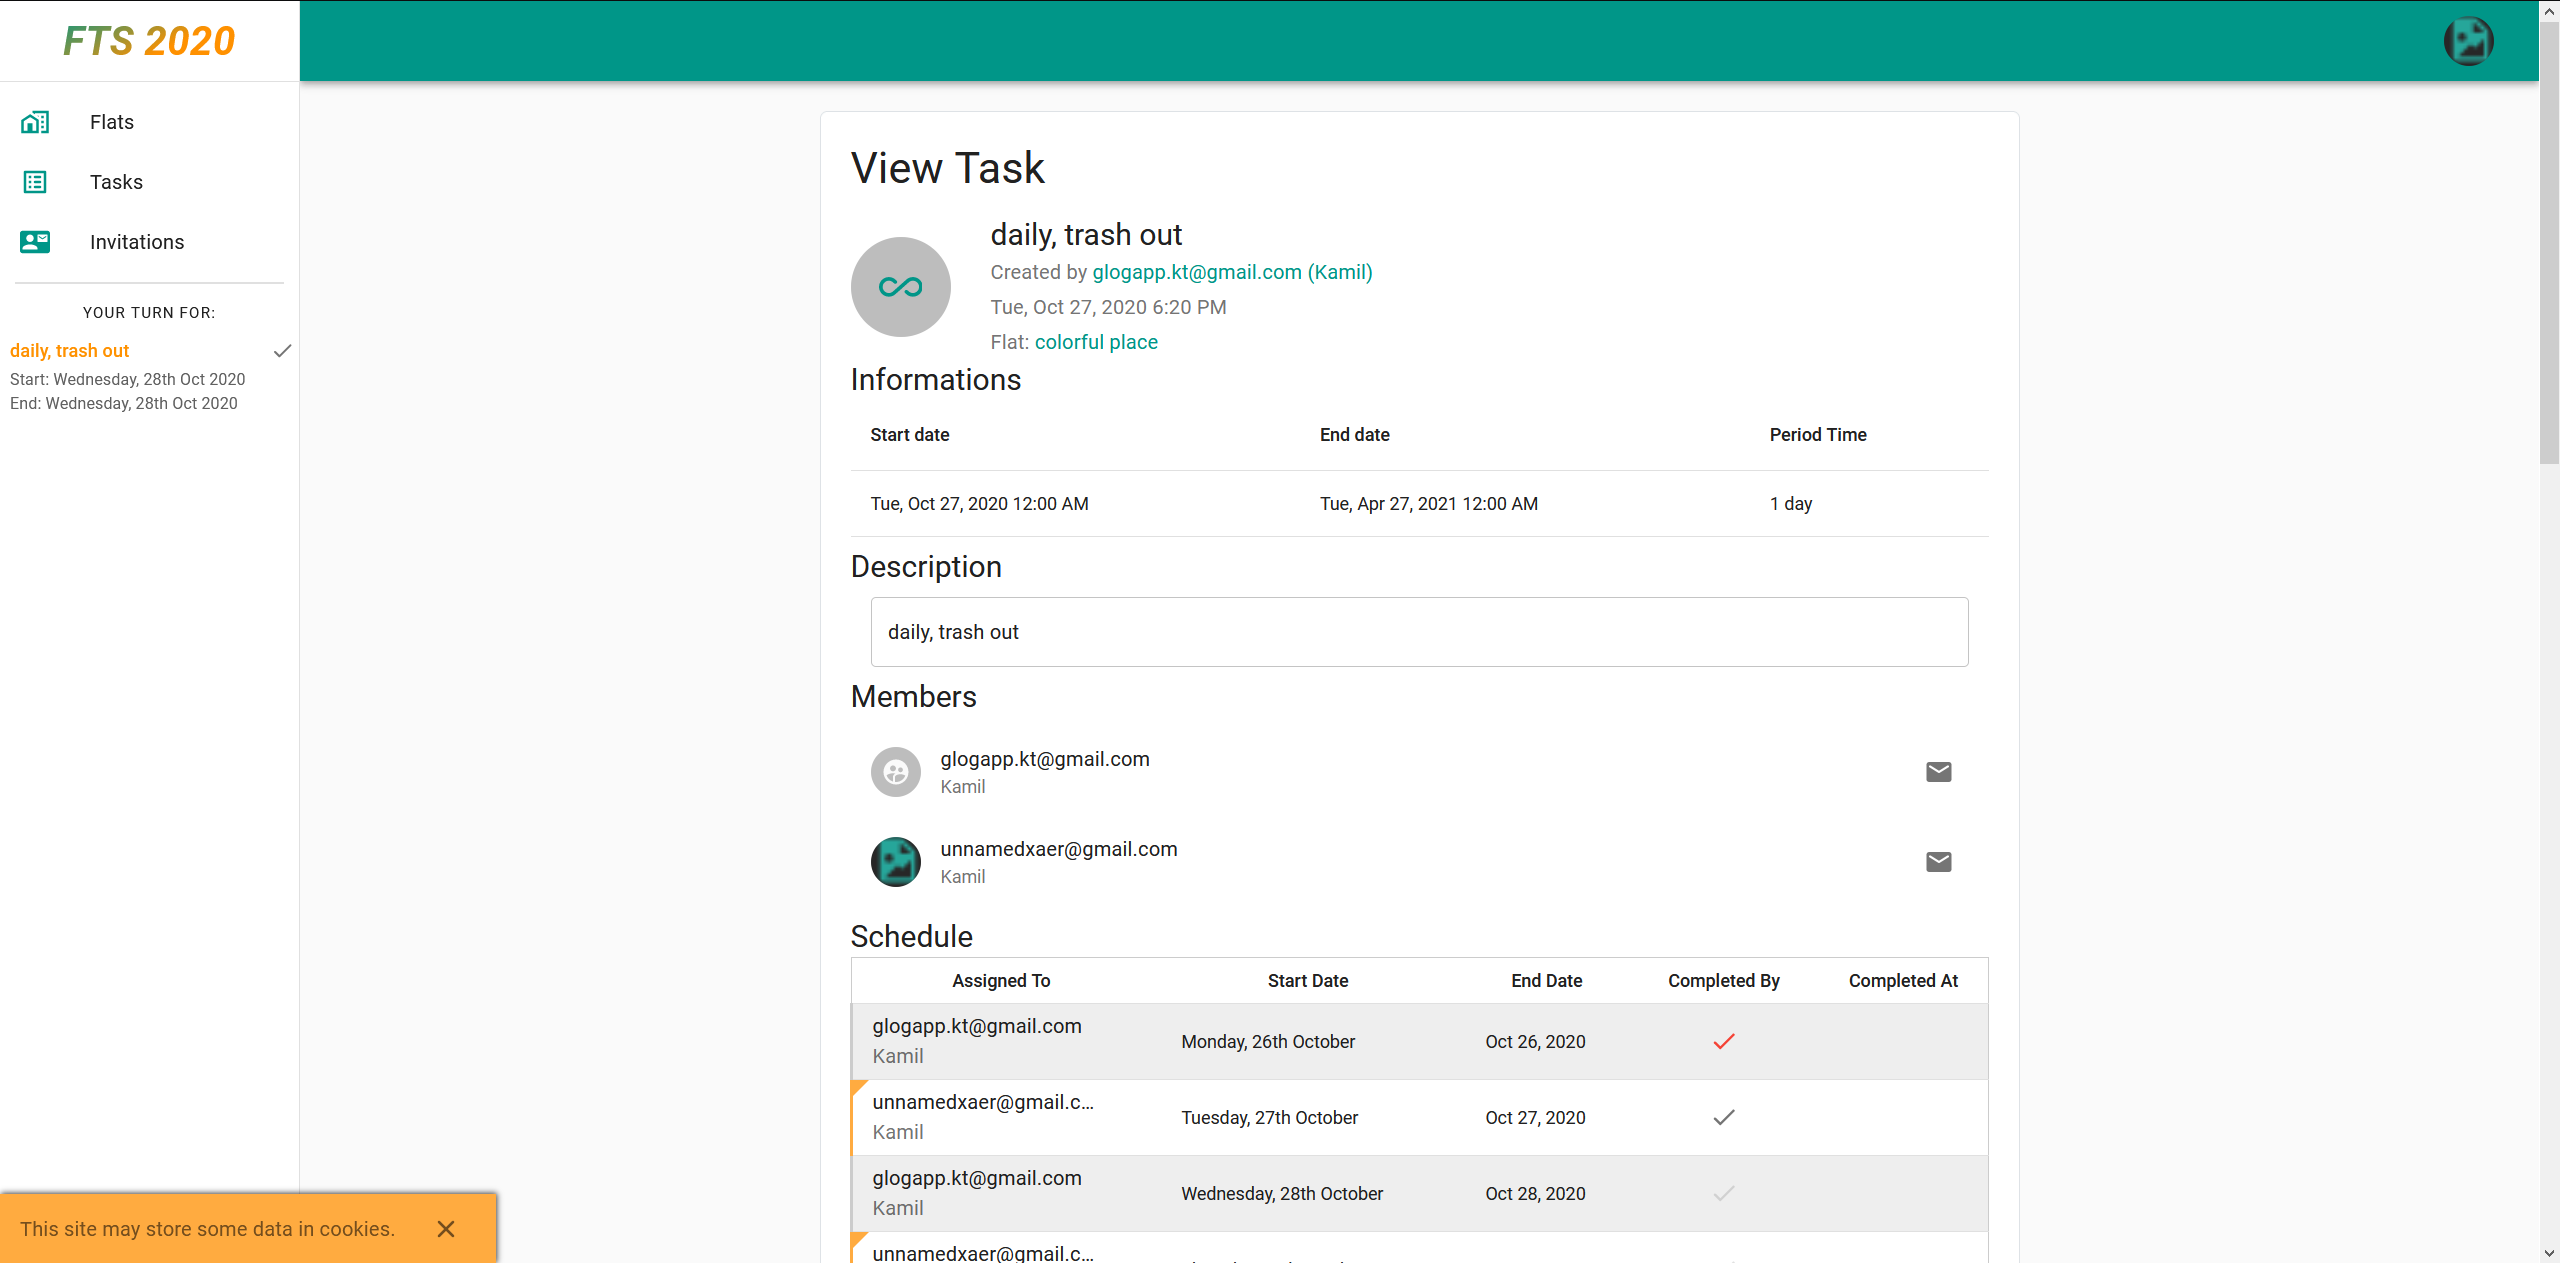 FTS 2020
Flats
Tasks
Invitations
YOUR TURN FOR:
daily, trash out
Start: Wednesday, 28th Oct 2020
End: Wednesday, 28th Oct 2020
View Task
daily, trash out
Created by glogapp.kt@gmail.com (Kamil)
Tue, Oct 27, 2020 6:20 PM
Flat: colorful place
Informations
Start date End date Period Time
Tue, Oct 27, 2020 12:00 AM Tue, Apr 27, 2021 12:00 AM 1 day
Description
daily, trash out
Members
glogapp.kt@gmail.com
Kamil
unnamedxaer@gmail.com
Kamil
Schedule
Assigned To Start Date End Date Completed By Completed At
glogapp.kt@gmail.com
Kamil
Monday, 26th October Oct 26, 2020
unnamedxaer@gmail.c...
Kamil
Tuesday, 27th October Oct 27, 2020
glogapp.kt@gmail.com
Kamil
Wednesday, 28th October Oct 28, 2020
unnamedxaer@gmail.c...
This site may store some data in cookies.